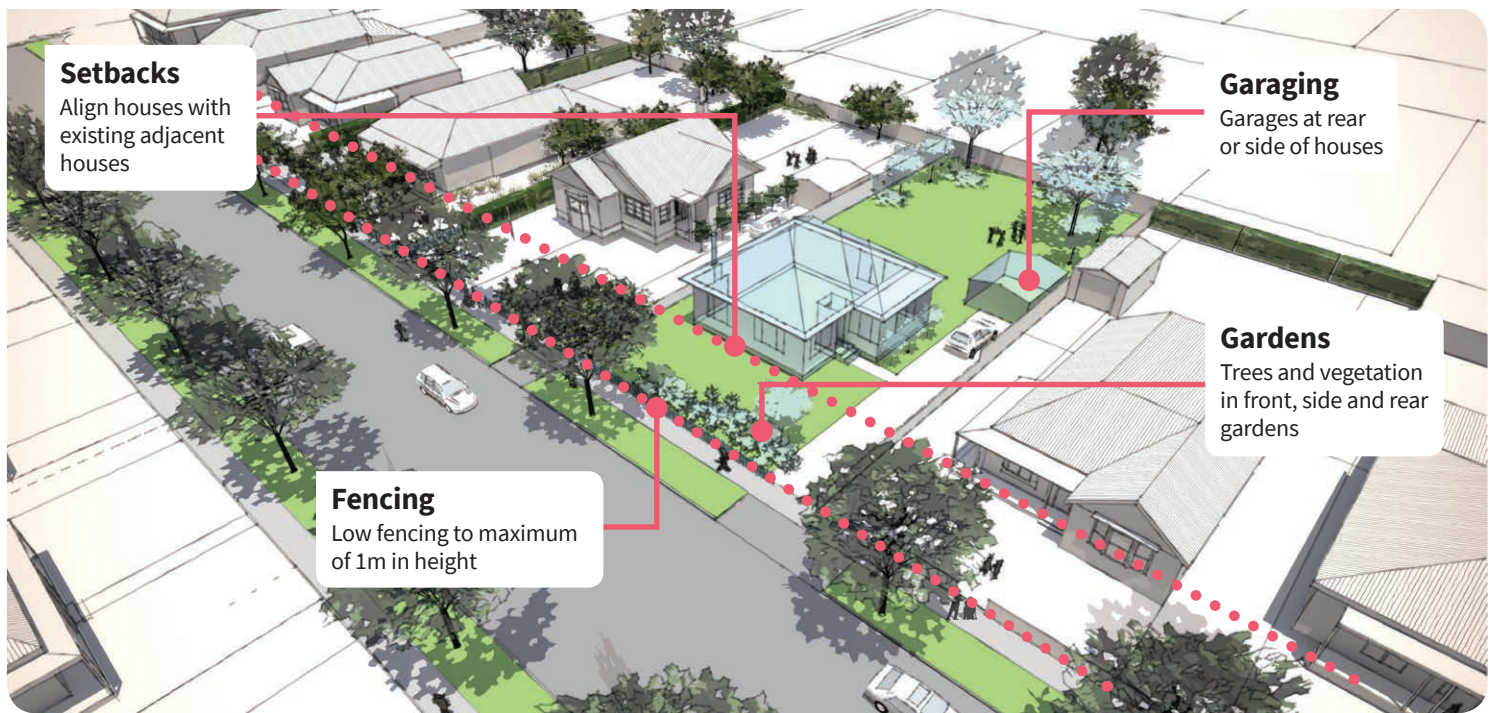 Setbacks
Align houses with
existing adjacent
houses
Garaging
Garages at rear
or side of houses
Gardens
Trees and vegetation
in front, side and rear
gardens
Fencing
Low fencing to maximum
of 1m in height